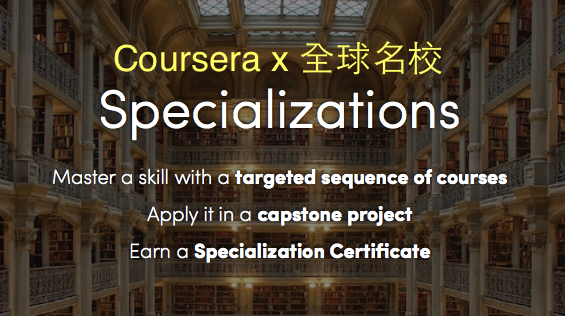 Coursera x 全球名校
Specializations
Master a skill with a targeted sequence of courses
Apply it in a capstone project
Earn a Specialization Certificate